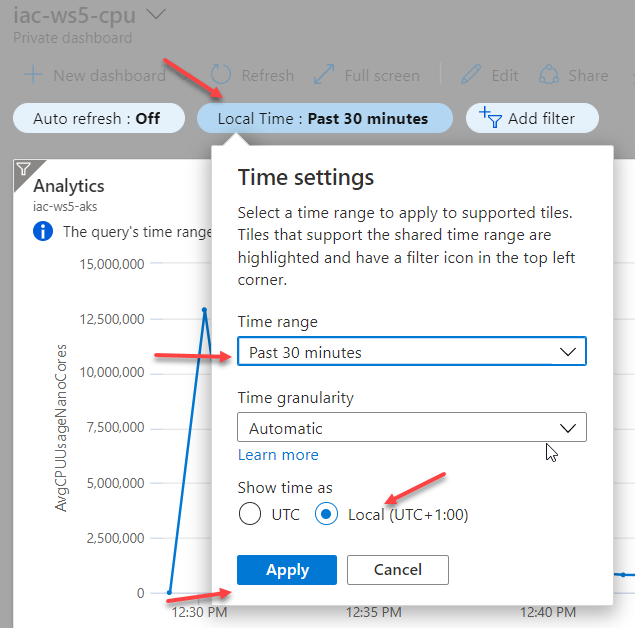 iac-ws5-cpu
Private dashboard
New dashboard
Refresh
Full screen
Edit
Share
Auto refresh : Off
Local Time : Past 30 minutes
Add filter
Analytics
iac-ws5-aks
The query's time range
Time settings
Select a time range to apply to supported tiles.
Tiles that support the shared time range are
highlighted and have a filter icon in the top left
corner.
Time range
Past 30 minutes
Time granularity
Automatic
Learn more
Show time as
UTC
Local (UTC+1:00)
Apply
Cancel
AvgCPUUsageNanoCores
15,000,000
12,500,000
10,000,000
7,500,000
5,000,000
2,500,000
0
12:30 PM
12:35 PM
12:40 PM